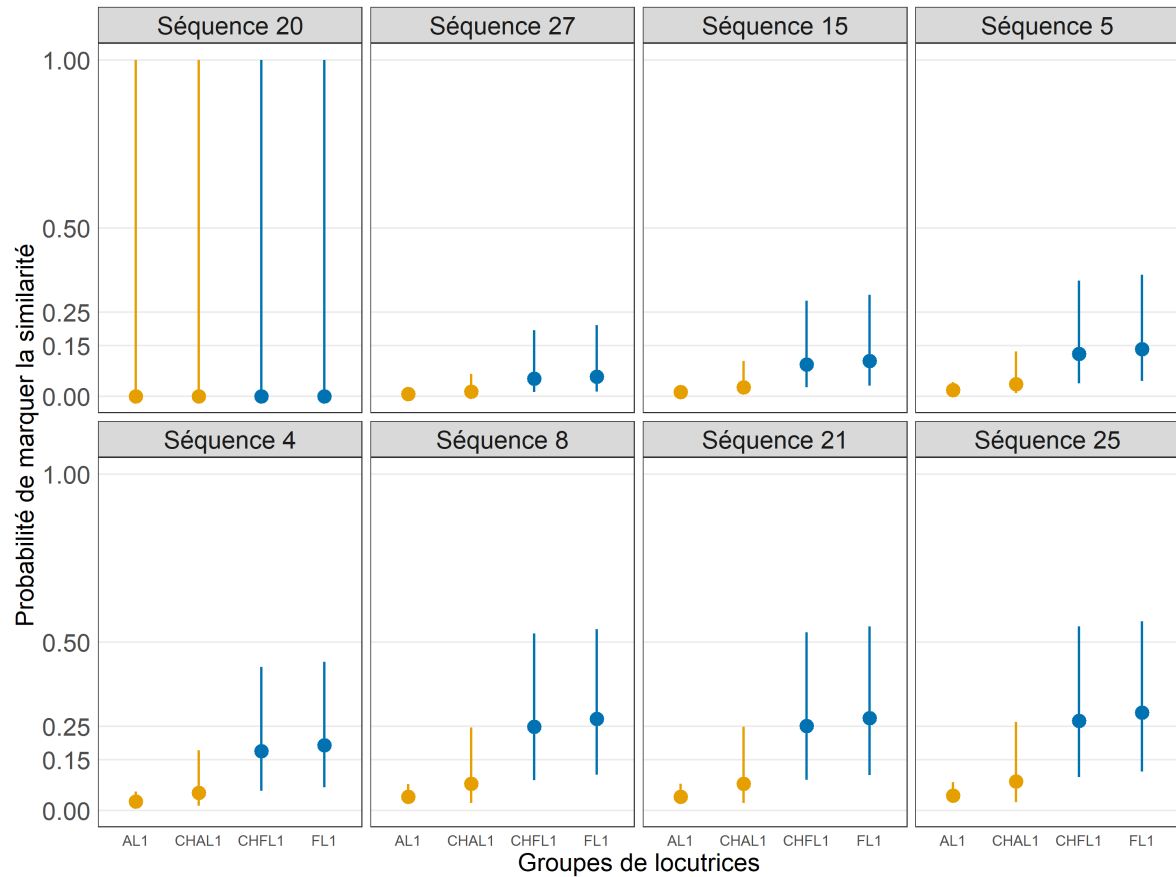 Séquence 20 Séquence 27 Séquence 15 Séquence 5
1.00
0.50
0.25
0.15
0.00
Séquence 4 Séquence 8 Séquence 21 Séquence 25
1.00
0.50
0.25
0.15
0.00
AL1 CHAL1 CHFL1 FL1 AL1 CHAL1 CHFL1 FL1 AL1 CHAL1 CHFL1 FL1 AL1 CHAL1 CHFL1 FL1
Groupes de locutrices
Probabilité de marquer la similarité